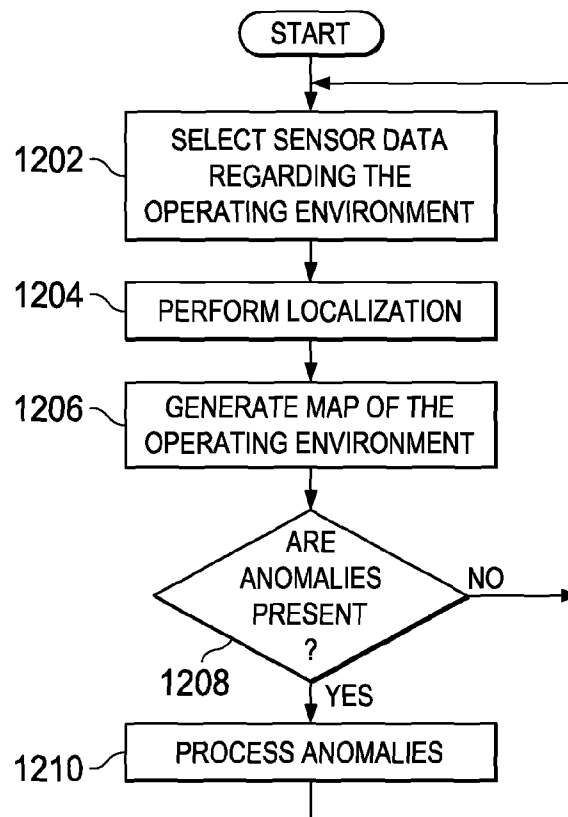 START
1202
SELECT SENSOR DATA
REGARDING THE
OPERATING ENVIRONMENT
1204
PERFORM LOCALIZATION
1206
GENERATE MAP OF THE
OPERATING ENVIRONMENT
ARE
ANOMALIES
PRESENT
?
NO
1208
YES
1210
PROCESS ANOMALIES